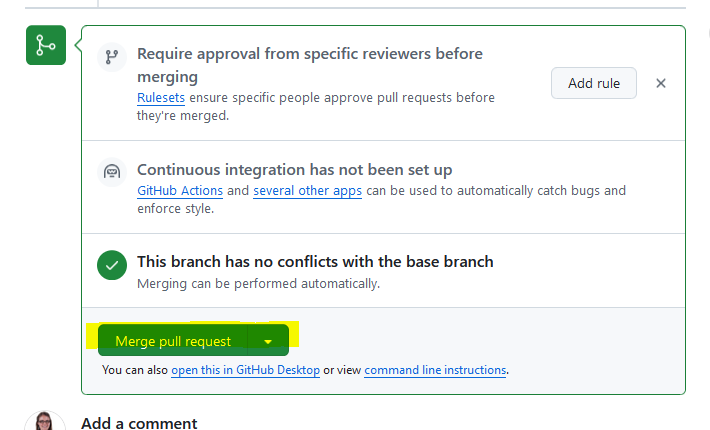 Require approval from specific reviewers before
merging
Rulesets ensure specific people approve pull requests before
they're merged.
Add rule
Continuous integration has not been set up
GitHub Actions and several other apps can be used to automatically catch bugs and
enforce style.
This branch has no conflicts with the base branch
Merging can be performed automatically.
Merge pull request
You can also open this in GitHub Desktop or view command line instructions.
Add a comment